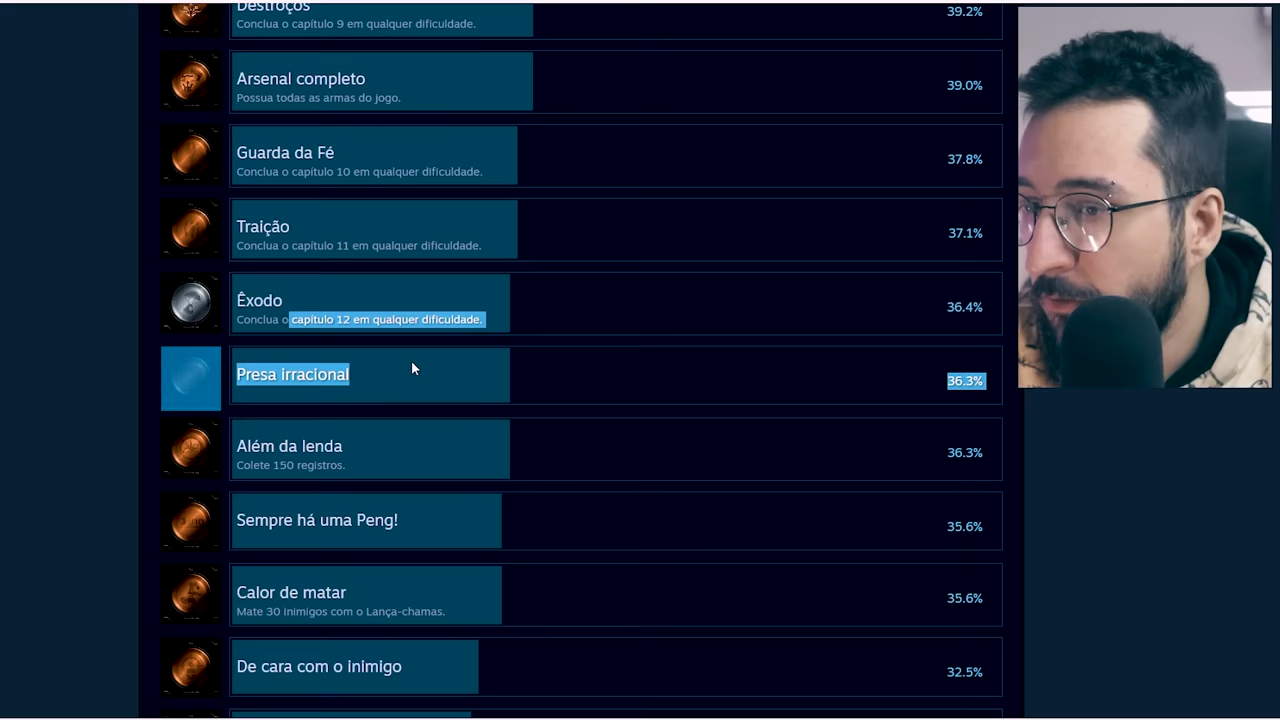 Destroços
39.2%
Conclua o capítulo 9 em qualquer dificuldade.
Arsenal completo
39.0%
Possua todas as armas do jogo.
Guarda da Fé
37.8%
Conclua o capítulo 10 em qualquer dificuldade.
Traição
37.1%
Conclua o capítulo 11 em qualquer dificuldade.
Êxodo
36.4%
Conclua o capítulo 12 em qualquer dificuldade.
Presa irracional
36.3%
Além da lenda
36.3%
Colete 150 registros.
Sempre há uma Peng!
35.6%
Calor de matar
35.6%
Mate 30 inimigos com o Lança-chamas.
De cara com o inimigo
32.5%